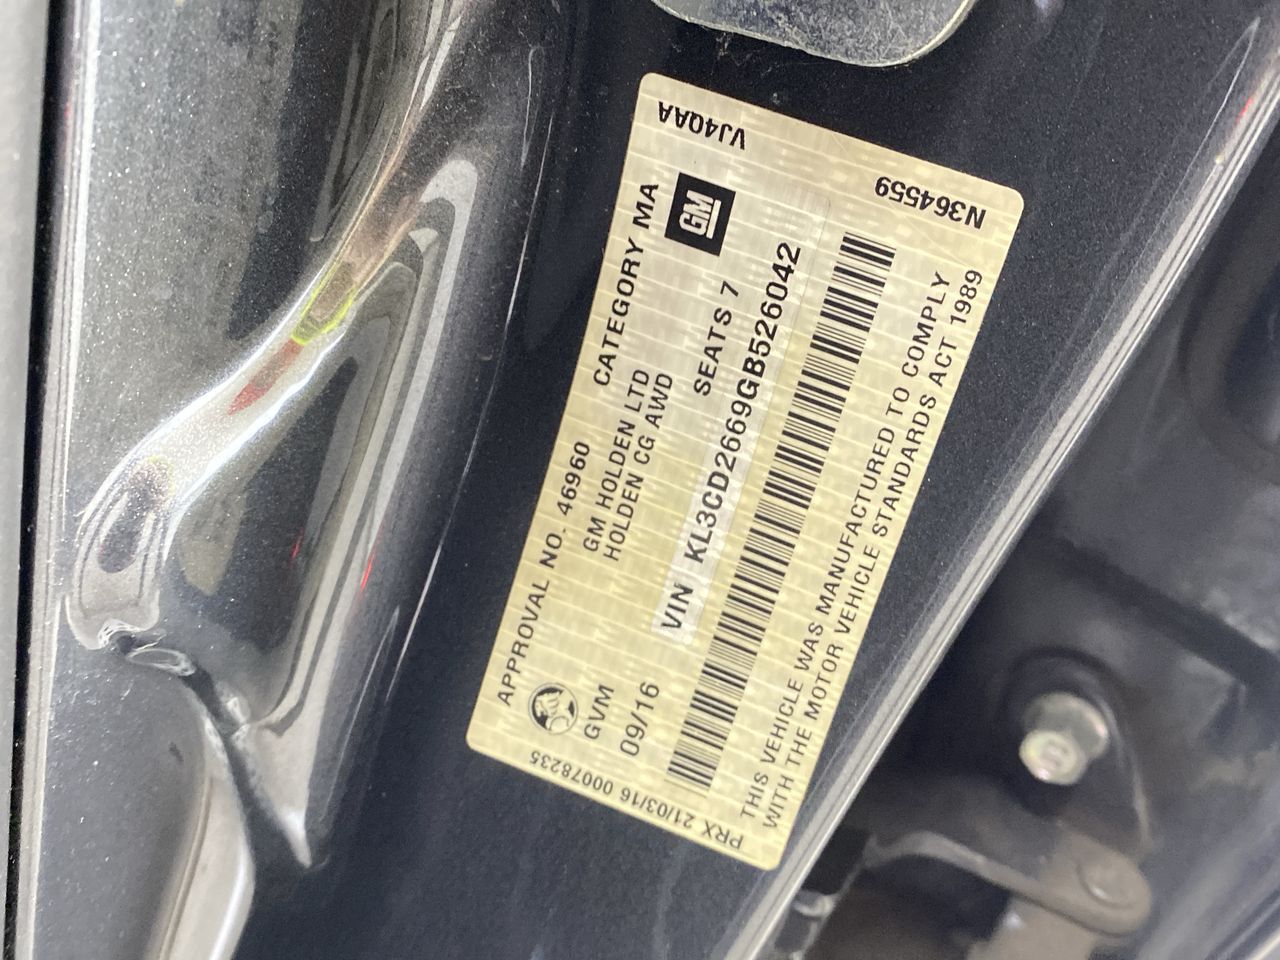 APPROVAL NO. 46960 CATEGORY MA
GM HOLDEN LTD
HOLDEN CG AWD
GM
GVM SEATS 7
09/16
VIN KL3CD2669GB526042
THIS VEHICLE WAS MANUFACTURED TO COMPLY
WITH THE MOTOR VEHICLE STANDARDS ACT 1989
PRX 21/03/16 00078235
VJ4QAA
N364559